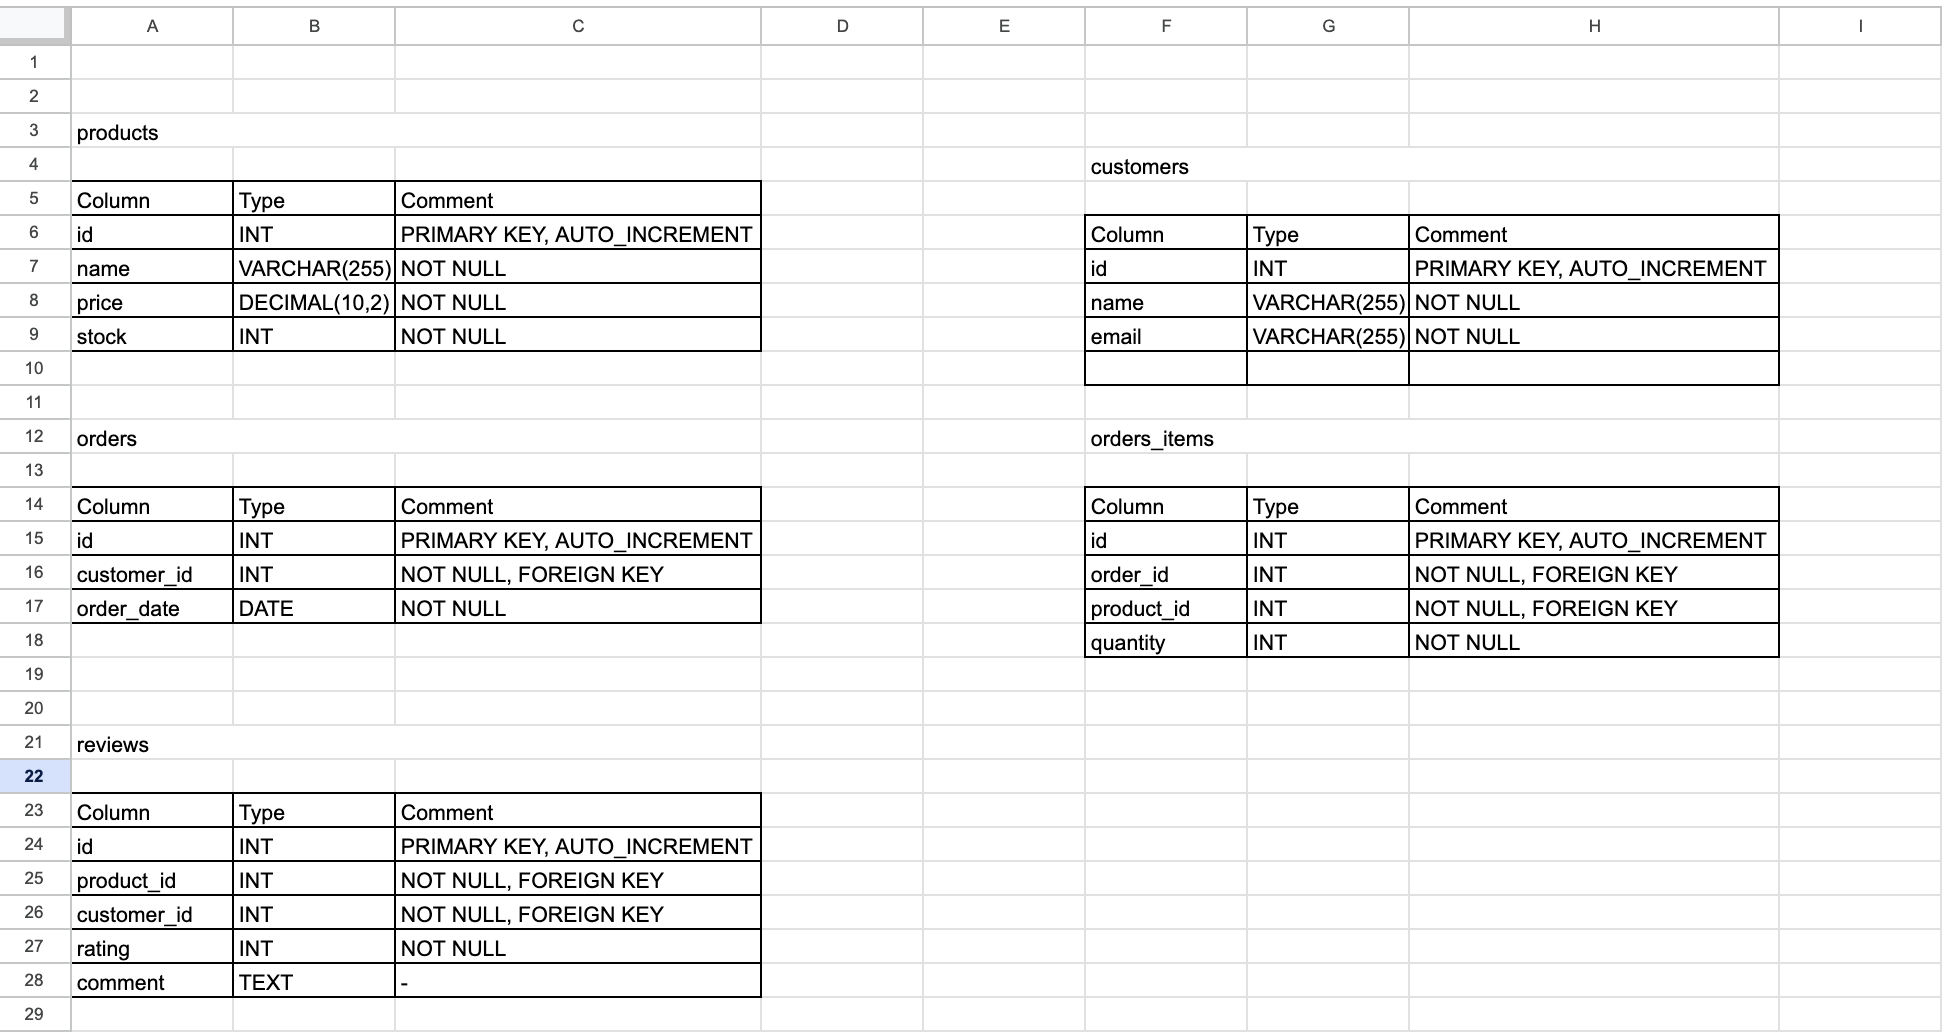 A B C D E F G H I
1
2
3 products
4 customers
5 Column Type Comment
6 id INT PRIMARY KEY, AUTO_INCREMENT Column Type Comment
7 name VARCHAR(255) NOT NULL id INT PRIMARY KEY, AUTO_INCREMENT
8 price DECIMAL(10,2) NOT NULL name VARCHAR(255) NOT NULL
9 stock INT NOT NULL email VARCHAR(255) NOT NULL
10
11
12 orders orders_items
13
14 Column Type Comment Column Type Comment
15 id INT PRIMARY KEY, AUTO_INCREMENT id INT PRIMARY KEY, AUTO_INCREMENT
16 customer_id INT NOT NULL, FOREIGN KEY order_id INT NOT NULL, FOREIGN KEY
17 order_date DATE NOT NULL product_id INT NOT NULL, FOREIGN KEY
18 quantity INT NOT NULL
19
20
21 reviews
22
23 Column Type Comment
24 id INT PRIMARY KEY, AUTO_INCREMENT
25 product_id INT NOT NULL, FOREIGN KEY
26 customer_id INT NOT NULL, FOREIGN KEY
27 rating INT NOT NULL
28 comment TEXT -
29